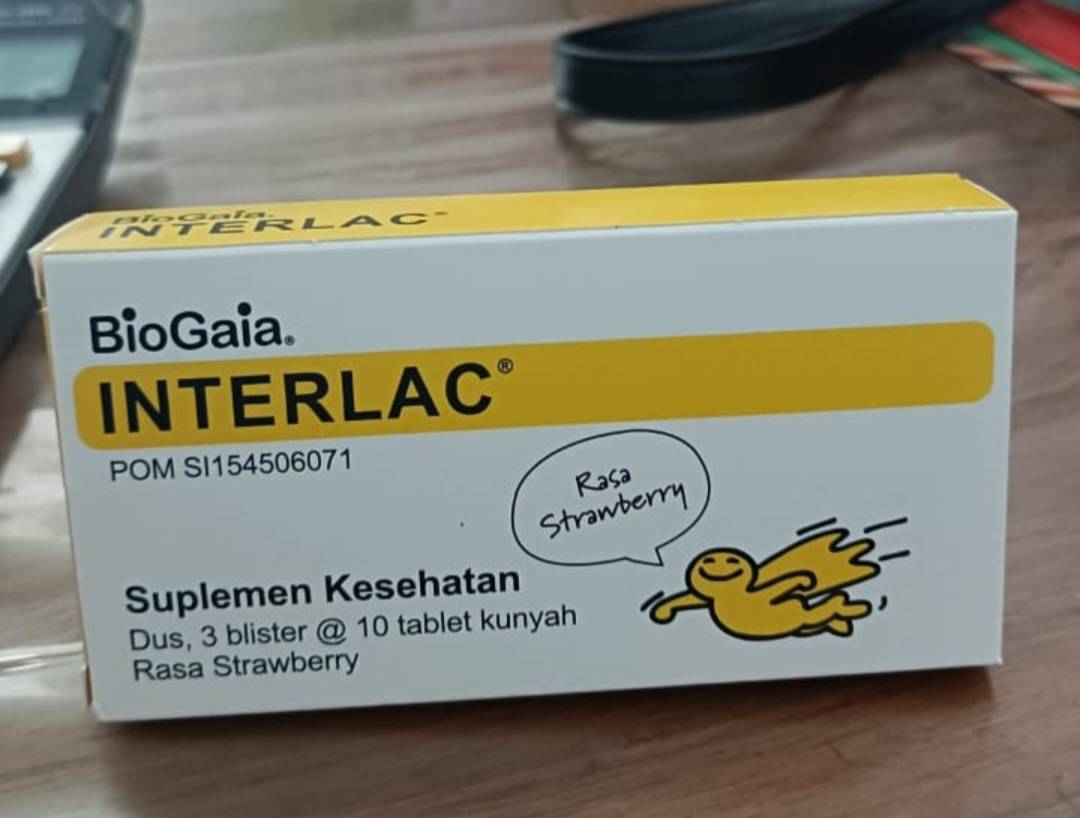 BioGaia.
INTERLAC®
BioGaia®
INTERLAC®
POM SI154506071
Rasa
Strawberry
Suplemen Kesehatan
Dus, 3 blister @ 10 tablet kunyah
Rasa Strawberry